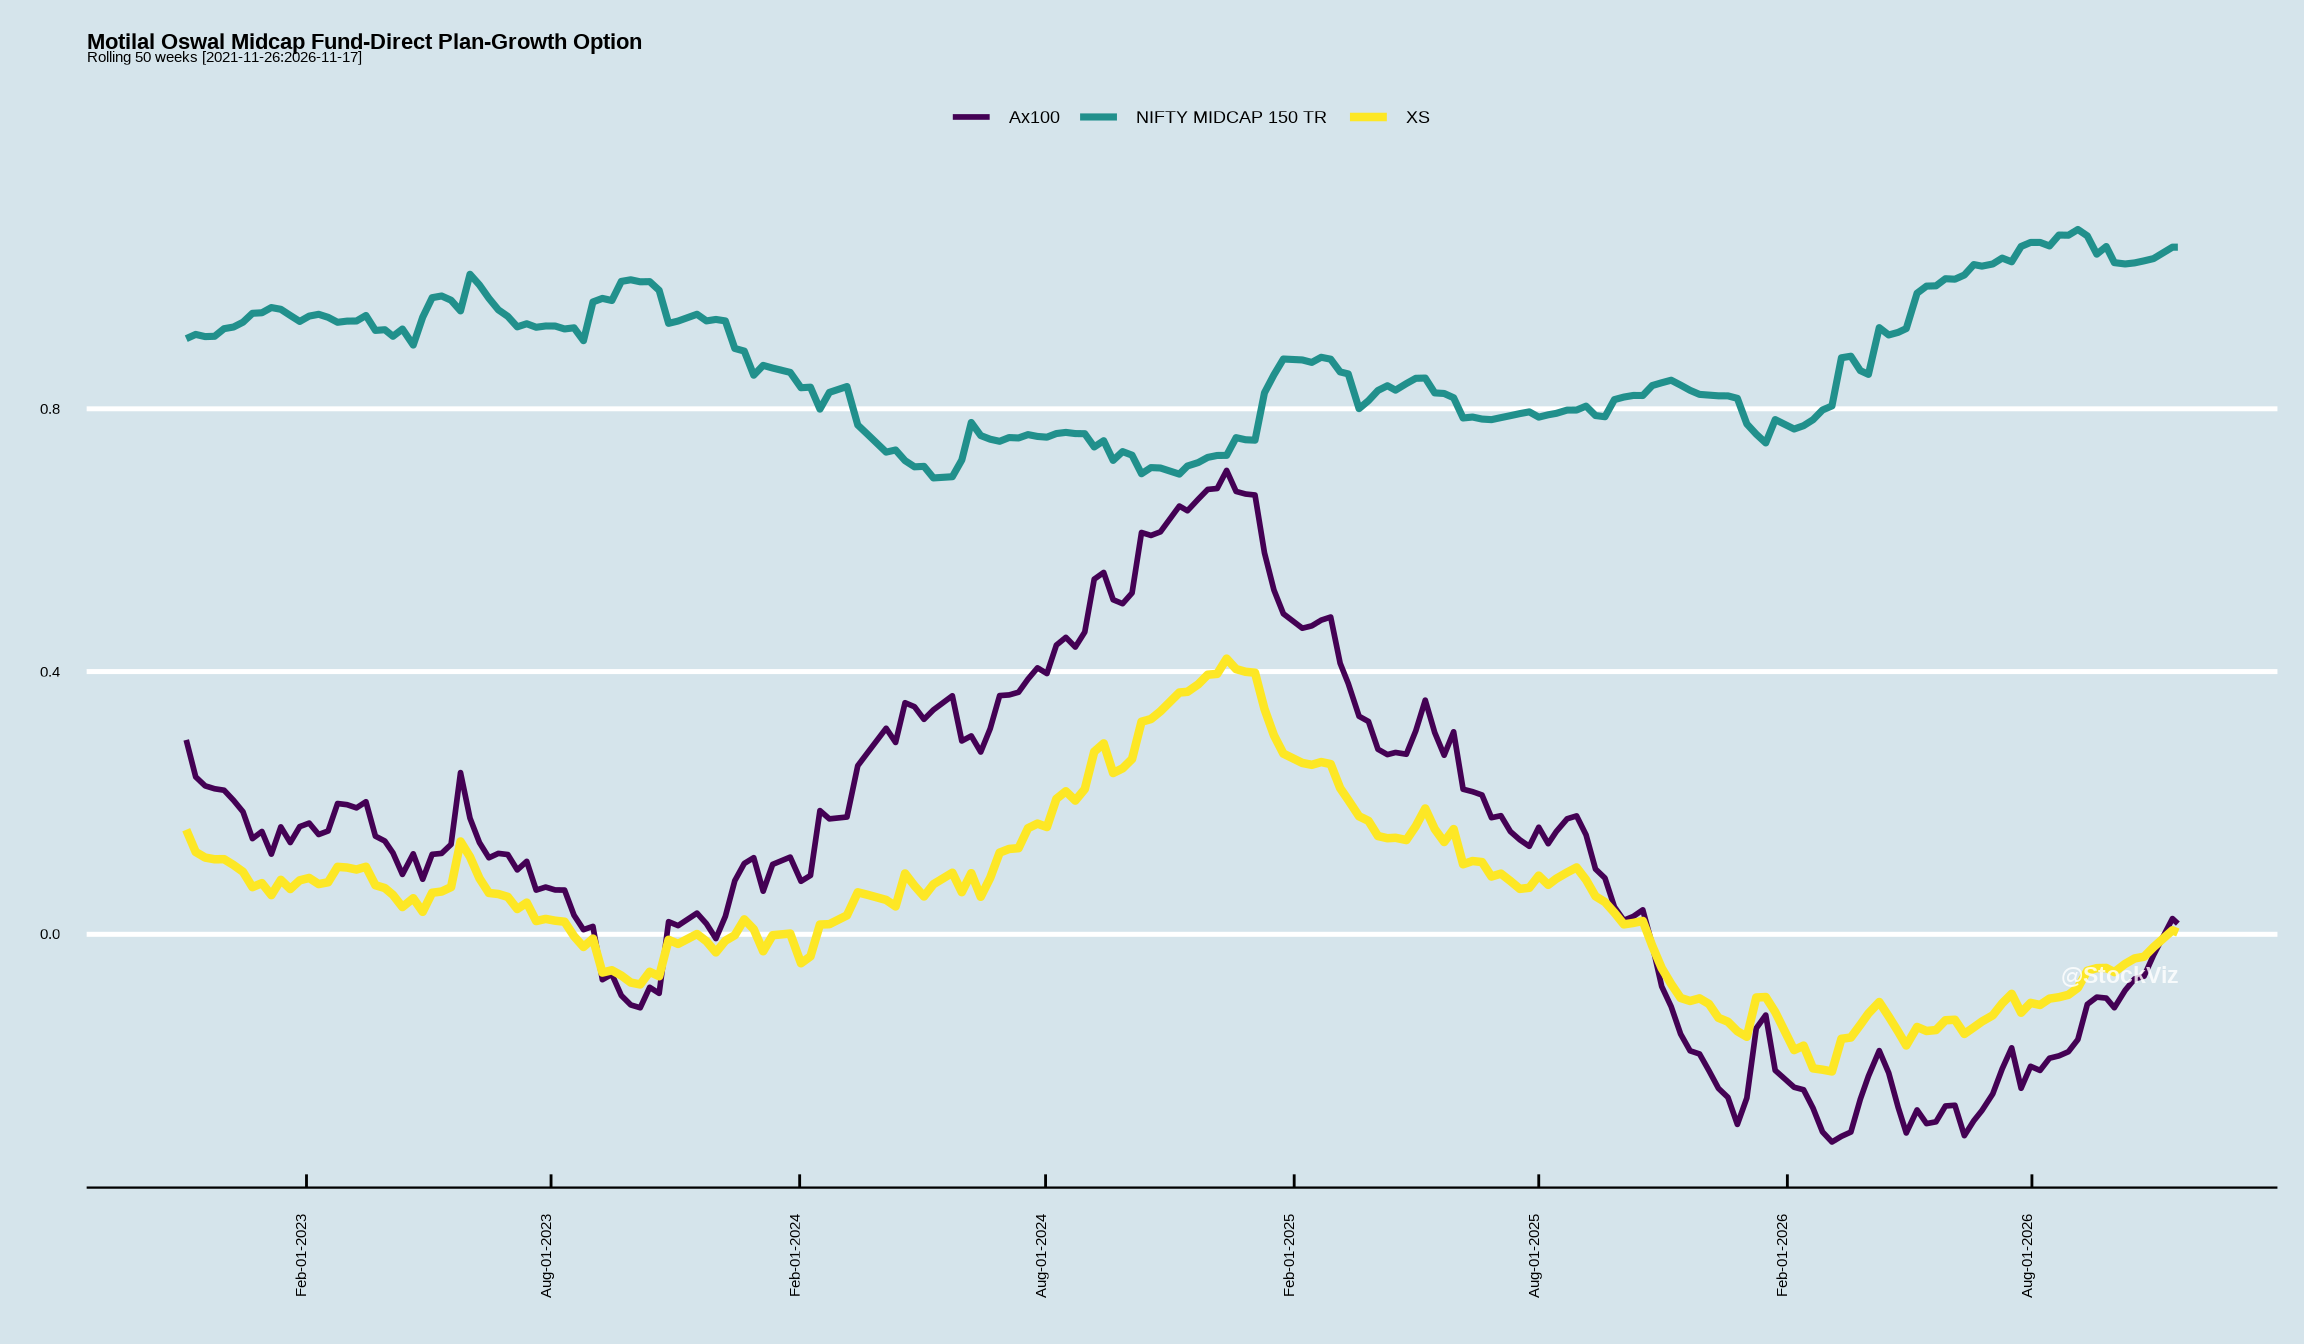 Motilal Oswal Midcap Fund-Direct Plan-Growth Option
Rolling 50 weeks [2021-11-26:2026-11-17]
Ax100 NIFTY MIDCAP 150 TR XS
0.8
0.4
0.0
@StockViz
Feb-01-2023 Aug-01-2023 Feb-01-2024 Aug-01-2024 Feb-01-2025 Aug-01-2025 Feb-01-2026 Aug-01-2026